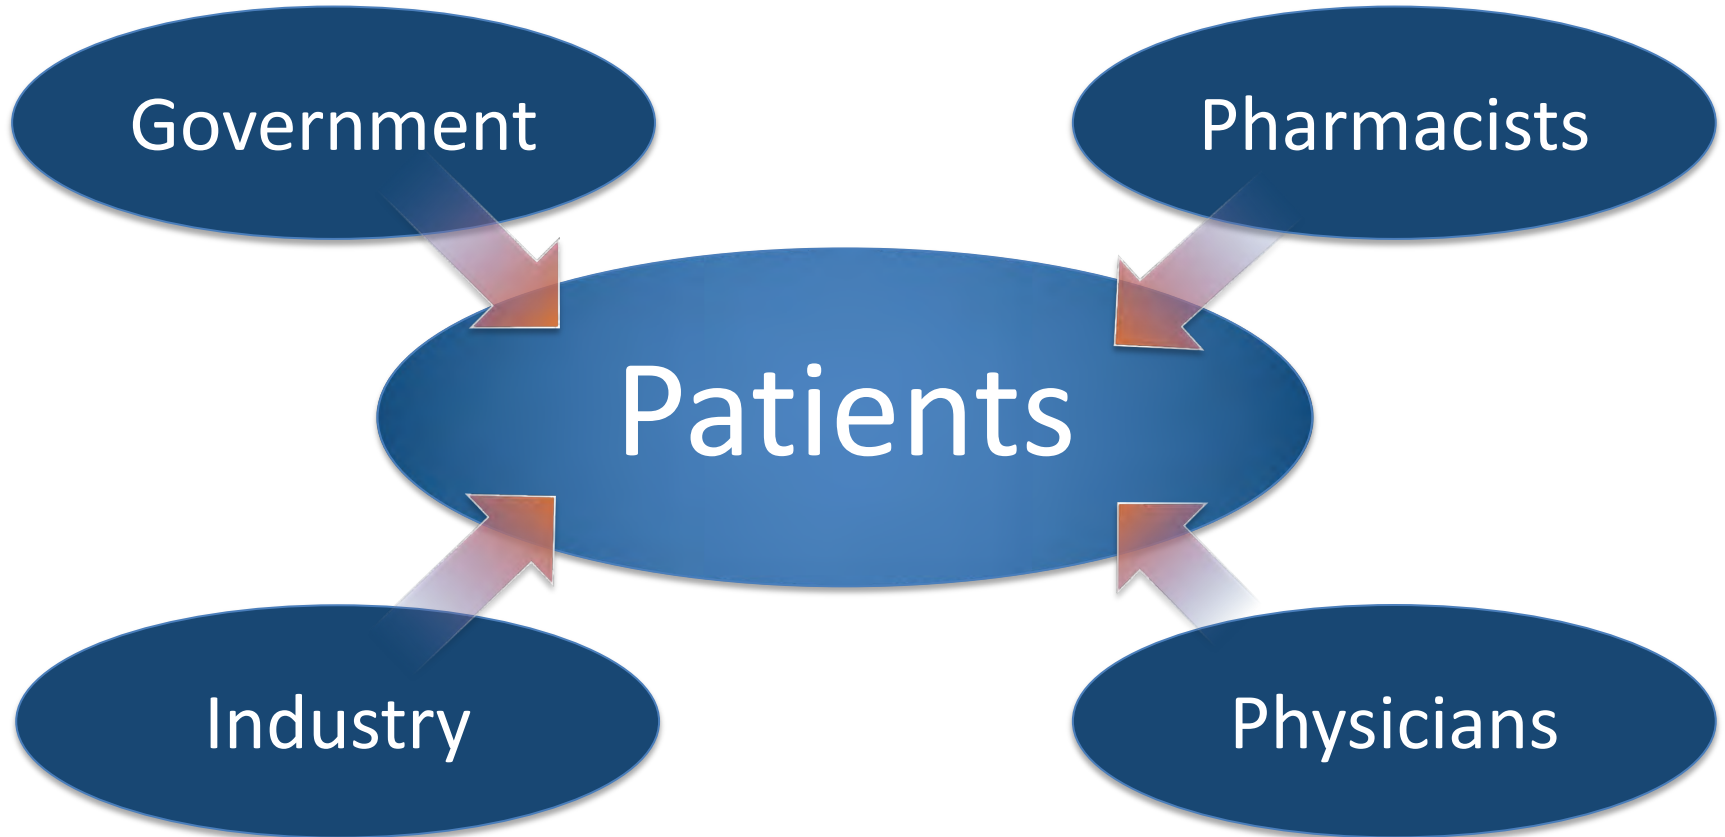 Government
Pharmacists
Patients
Industry
Physicians